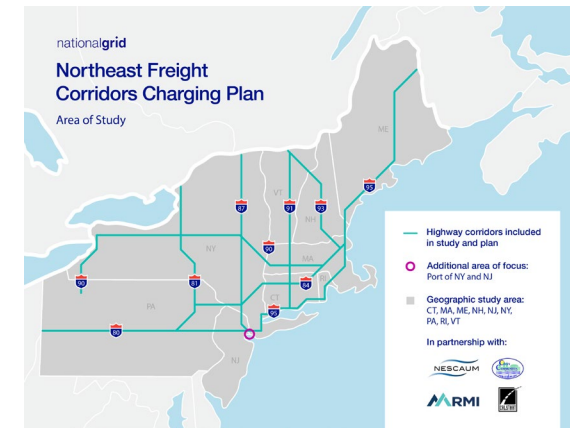 nationalgrid
Northeast Freight
Corridors Charging Plan
Area of Study
ME
95
VT
87
91
93
NH
NY
90
MA
90
81
84
RI
CT
95
PA
80
NJ
Highway corridors included
in study and plan
Additional area of focus:
Port of NY and NJ
Geographic study area:
CT, MA, ME, NH, NJ, NY,
PA, RI, VT
In partnership with:
NESCAUM
RMI